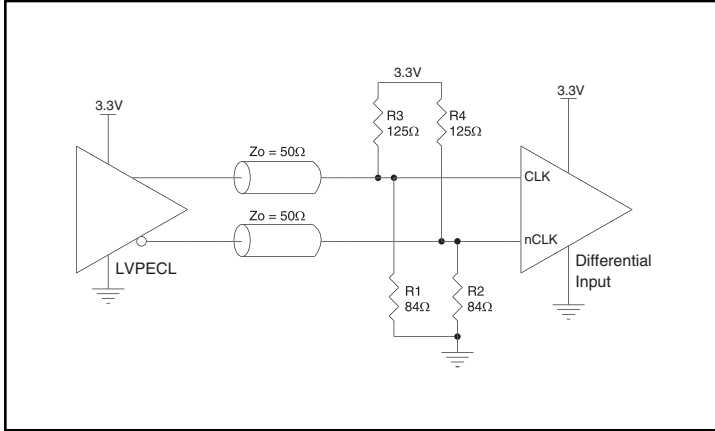 3.3V
3.3V
3.3V
R3
125Ω
R4
125Ω
Zo = 50Ω
CLK
Zo = 50Ω
nCLK
LVPECL
Differential
Input
R1
84Ω
R2
84Ω